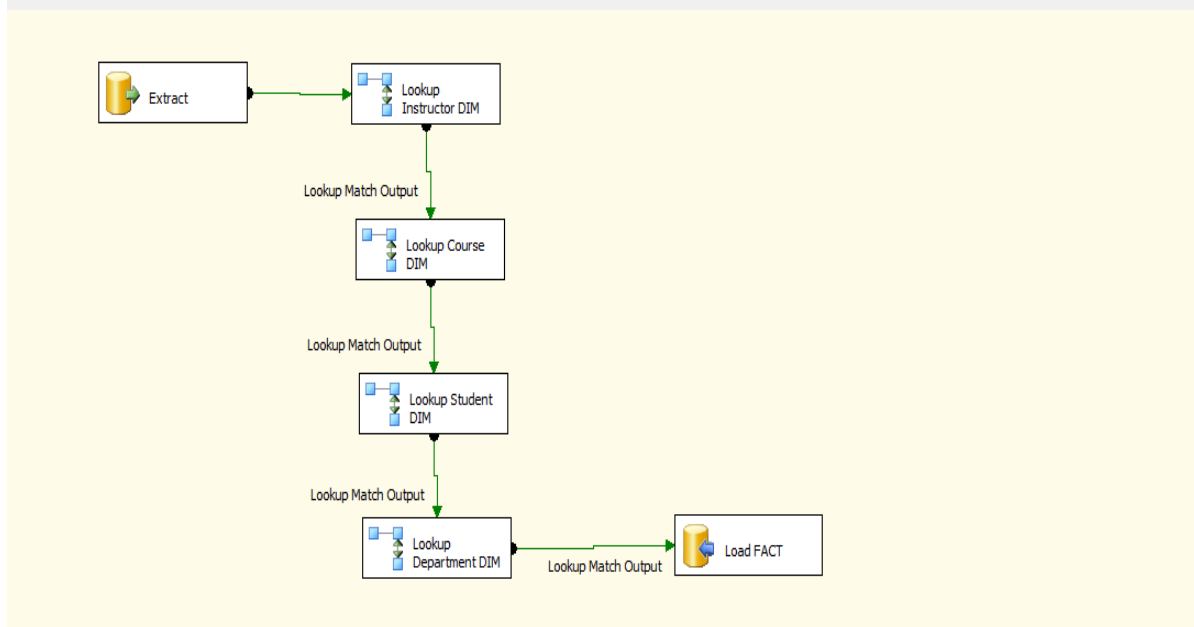 Extract
Lookup
Instructor DIM
Lookup Match Output
Lookup Course
DIM
Lookup Match Output
Lookup Student
DIM
Lookup Match Output
Lookup
Department DIM
Lookup Match Output
Load FACT